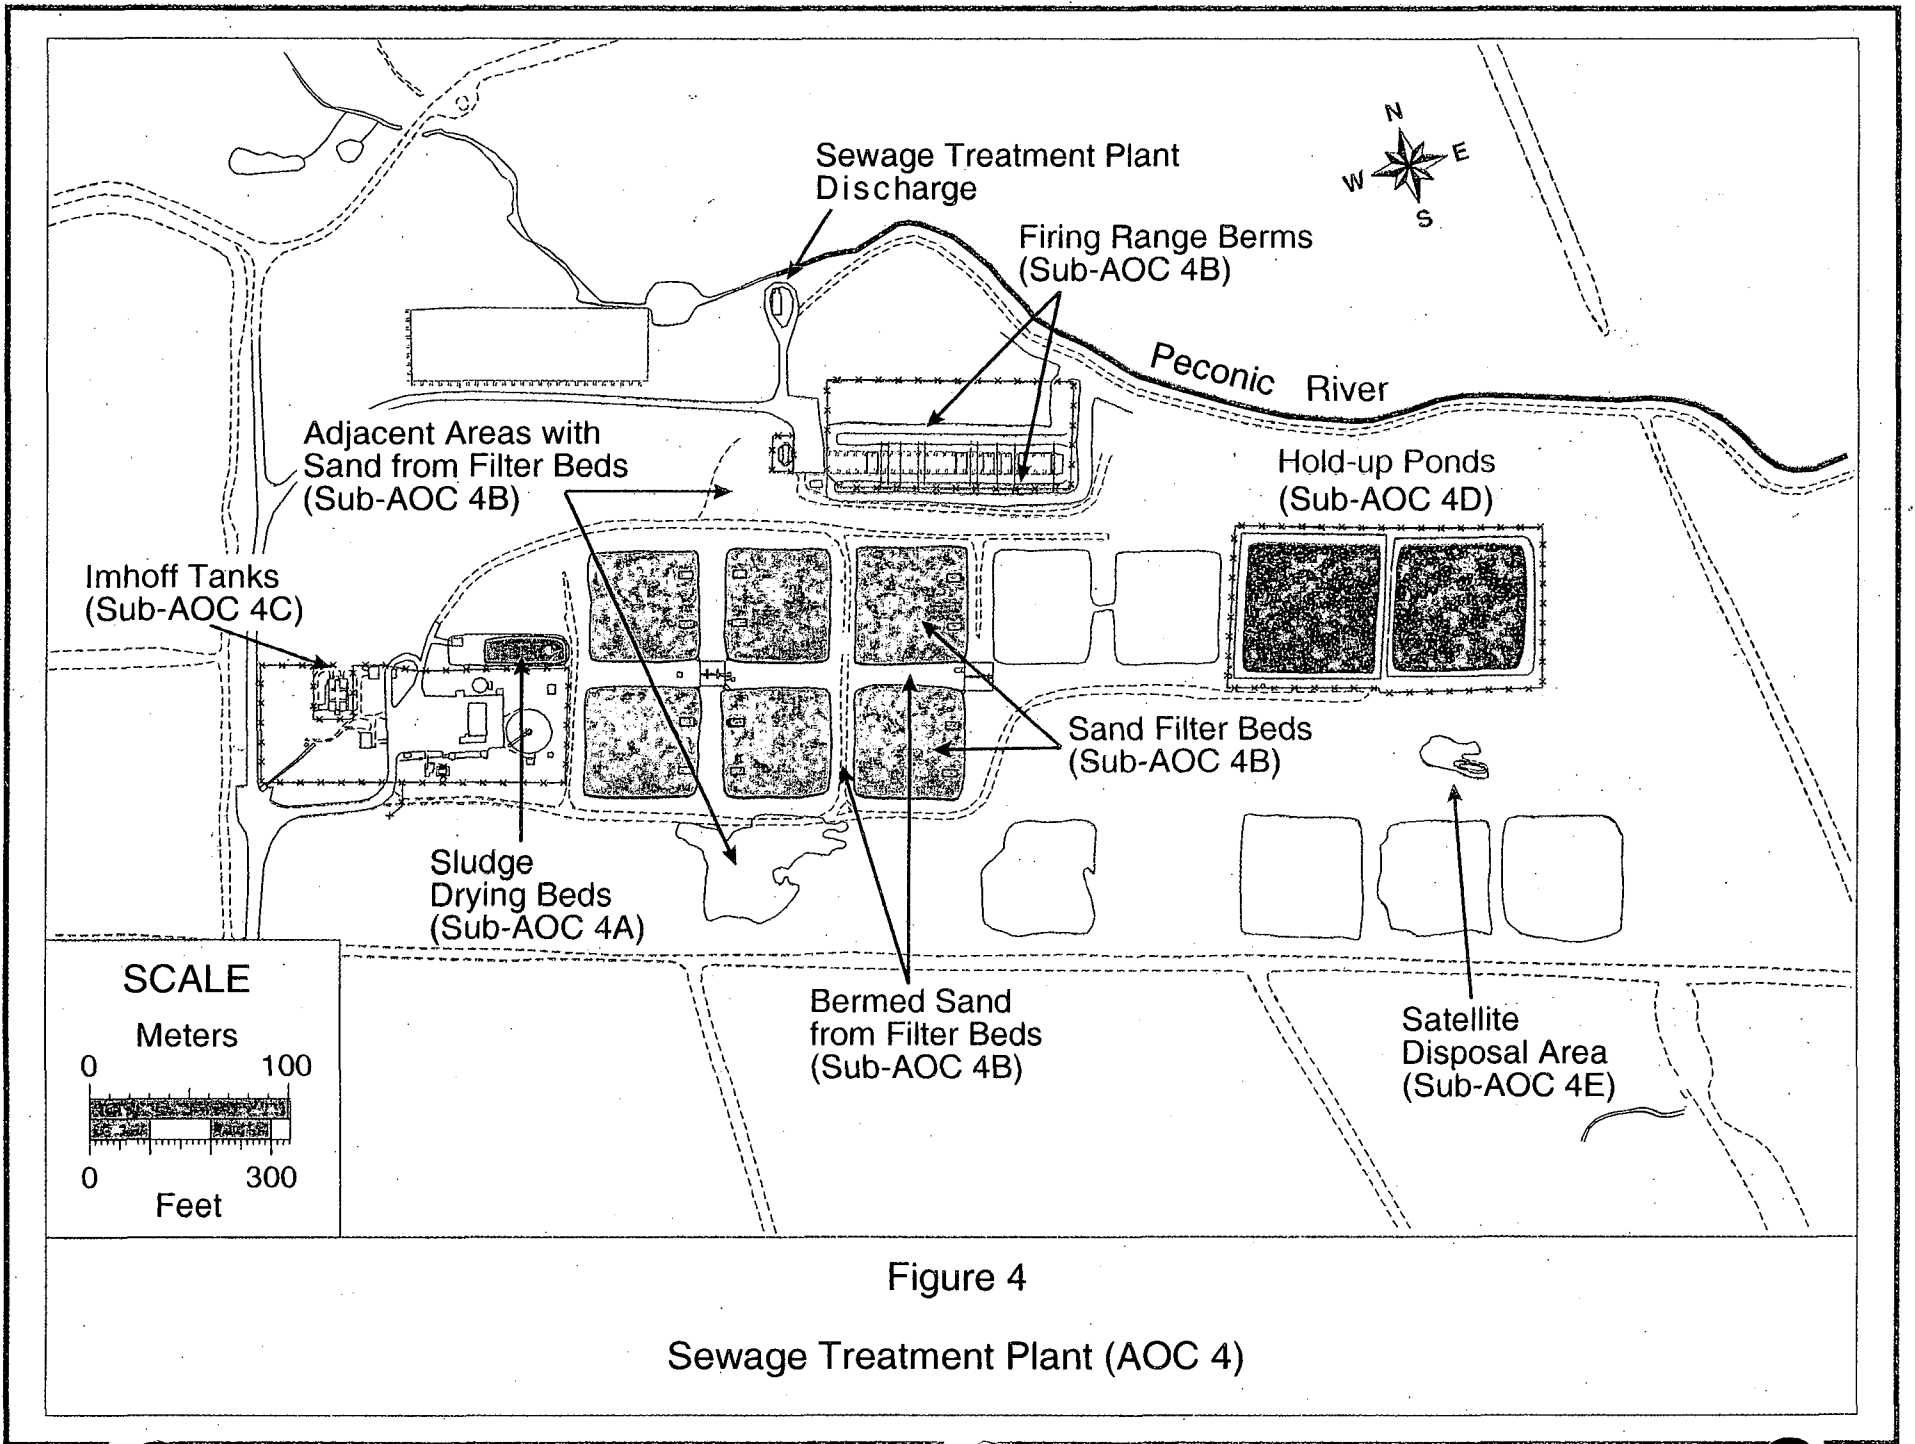 Sewage Treatment Plant
Discharge
N
E
W
S
Firing Range Berms
(Sub-AOC 4B)
Peconic River
Adjacent Areas with
Sand from Filter Beds
(Sub-AOC 4B)
Hold-up Ponds
(Sub-AOC 4D)
Imhoff Tanks
(Sub-AOC 4C)
Sand Filter Beds
(Sub-AOC 4B)
Sludge
Drying Beds
(Sub-AOC 4A)
Bermed Sand
from Filter Beds
(Sub-AOC 4B)
Satellite
Disposal Area
(Sub-AOC 4E)
SCALE
Meters
0 100
0 300
Feet
Figure 4
Sewage Treatment Plant (AOC 4)